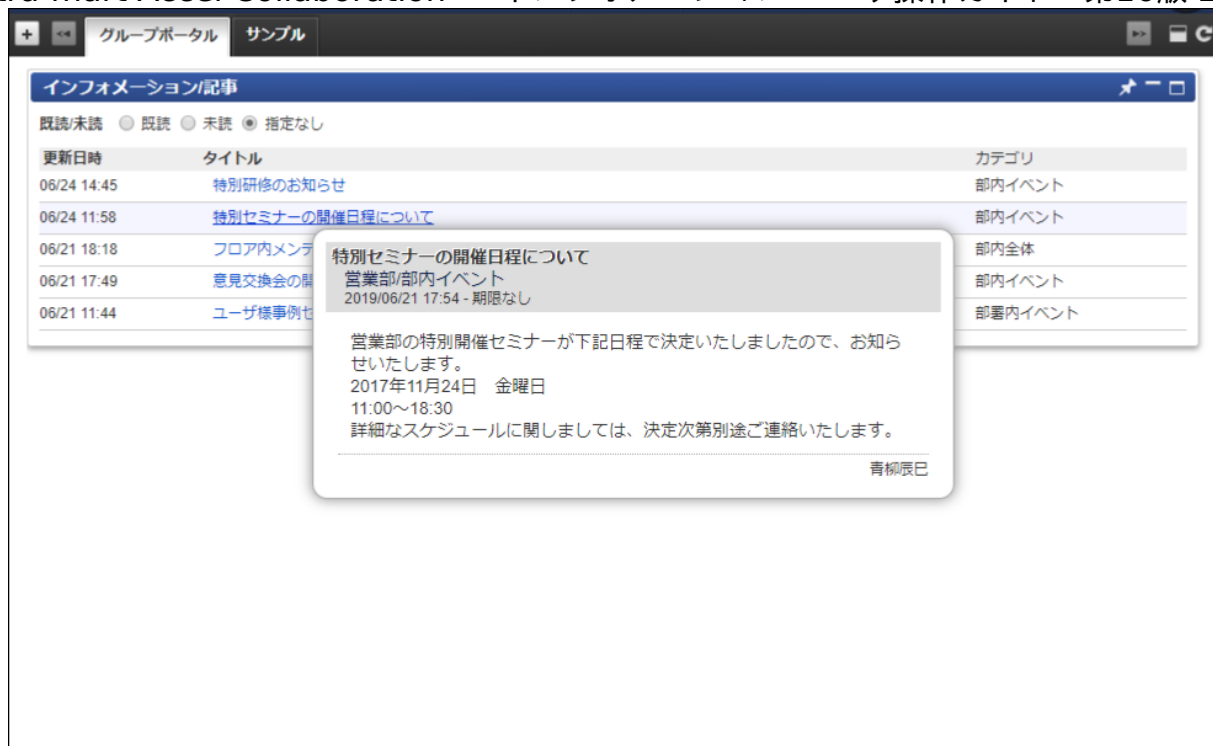 グループポータル サンプル
インフォメーション/記事
既読/未読 既読 未読 指定なし
更新日時 タイトル カテゴリ
06/24 14:45 特別研修のお知らせ 部内イベント
06/24 11:58 特別セミナーの開催日程について 部内イベント
06/21 18:18 フロア内メンテ 部内全体
06/21 17:49 意見交換会の開 部内イベント
06/21 11:44 ユーザ様事例セ 部署内イベント
特別セミナーの開催日程について
営業部/部内イベント
2019/06/21 17:54 - 期限なし
営業部の特別開催セミナーが下記日程で決定いたしましたので、お知ら
せいたします。
2017年11月24日　金曜日
11:00～18:30
詳細なスケジュールに関しましては、決定次第別途ご連絡いたします。
青柳辰巳